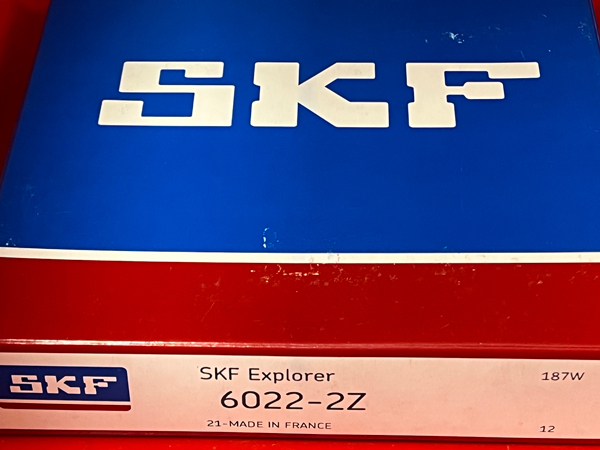 SKF
SKF
SKF Explorer
6022-2Z
21-MADE IN FRANCE
187W
12